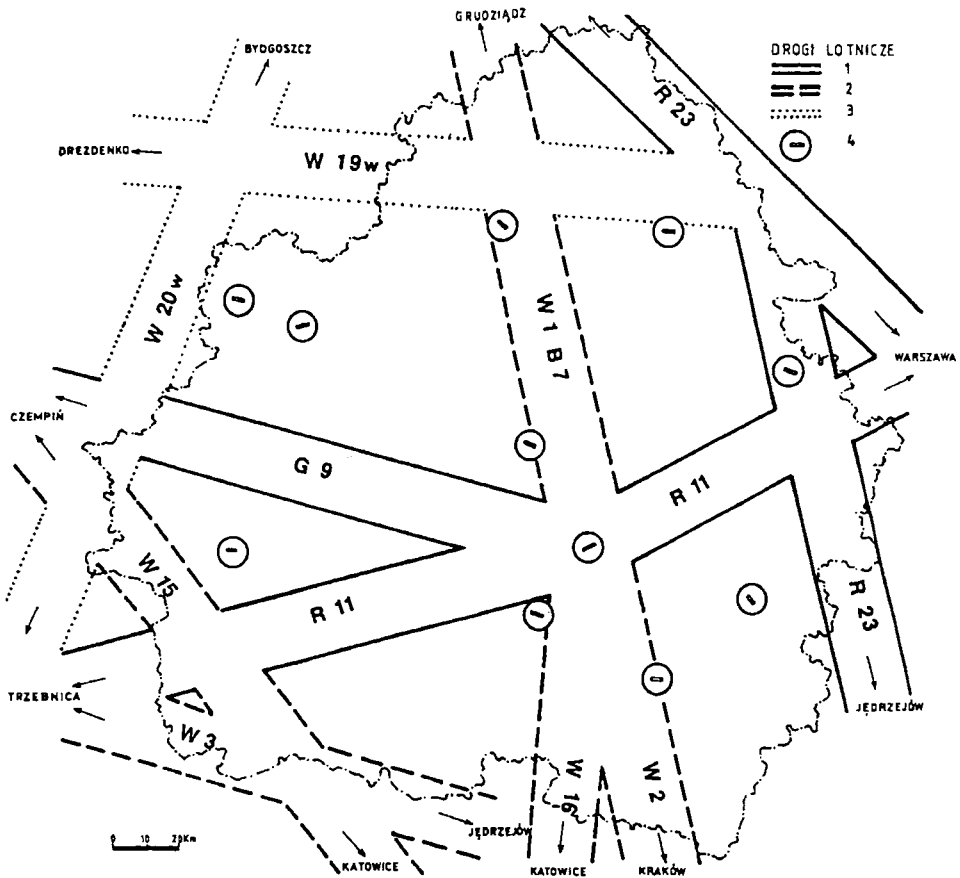 GRUDZIĄDZ
BYDGOSZCZ
DROGI LOTNICZE
1
2
3
4
R 23
DREZDENKO
W 19w
W 20w
W 1 B 7
WARSZAWA
CZEMPIŃ
G 9
R 11
W 15
R 11
R 23
TRZEBNICA
W 3
JĘDRZEJÓW
W 16
W 2
0 10 20Km
JĘDRZEJÓW
KATOWICE
KATOWICE
KRAKÓW